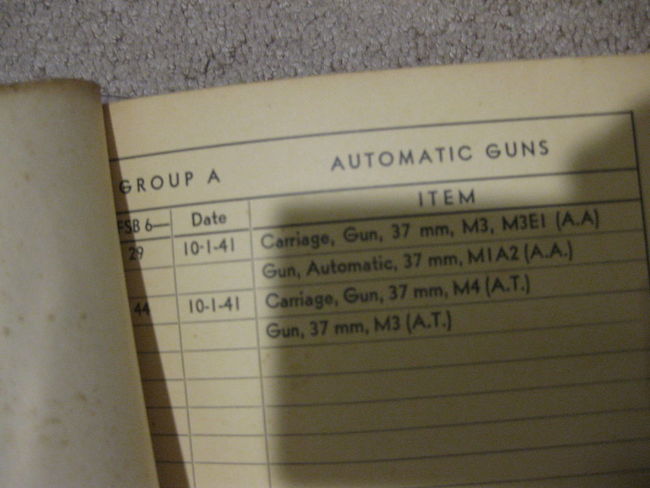 GROUP A AUTOMATIC GUNS
FSB 6— Date ITEM
29 10-1-41 Carriage, Gun, 37 mm, M3, M3E1 (A.A)
Gun, Automatic, 37 mm, M1A2 (A.A.)
44 10-1-41 Carriage, Gun, 37 mm, M4 (A.T.)
Gun, 37 mm, M3 (A.T.)